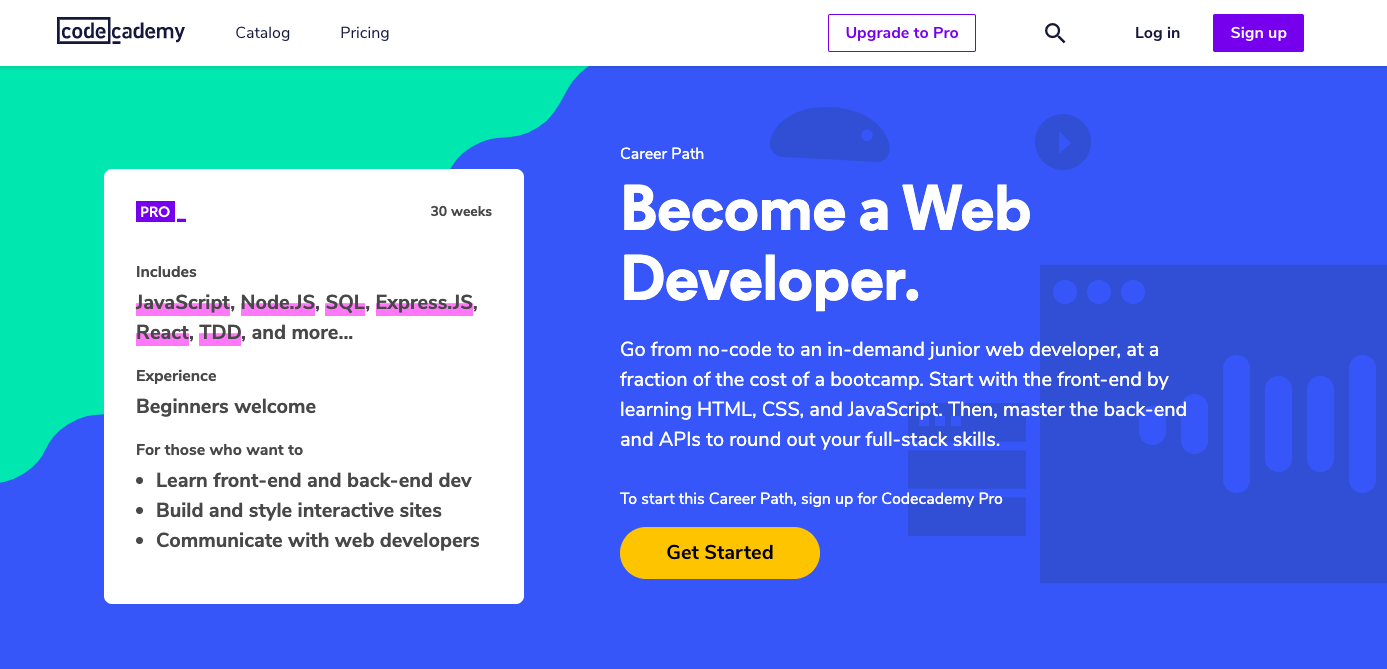 codecademy
Catalog
Pricing
Upgrade to Pro
Log in
Sign up
PRO_
30 weeks
Includes
JavaScript, Node.JS, SQL, Express.JS,
React, TDD, and more...
Experience
Beginners welcome
For those who want to
• Learn front-end and back-end dev
• Build and style interactive sites
• Communicate with web developers
Career Path
Become a Web
Developer.
Go from no-code to an in-demand junior web developer, at a
fraction of the cost of a bootcamp. Start with the front-end by
learning HTML, CSS, and JavaScript. Then, master the back-end
and APIs to round out your full-stack skills.
To start this Career Path, sign up for Codecademy Pro
Get Started